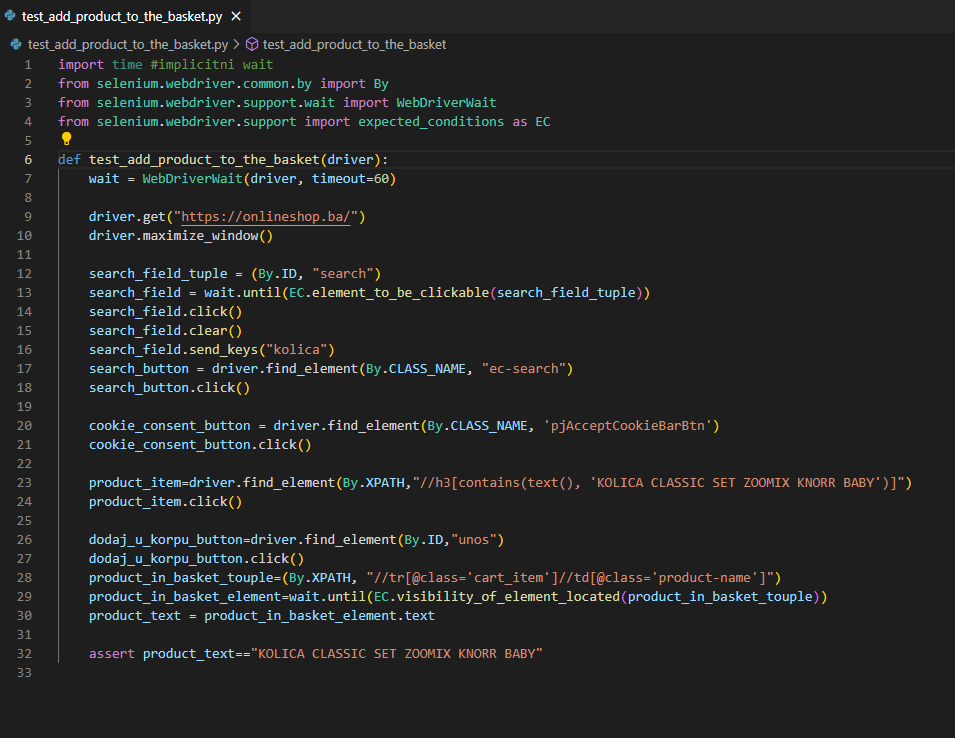 test_add_product_to_the_basket.py ×
test_add_product_to_the_basket.py > test_add_product_to_the_basket
1 import time #implicitni wait
2 from selenium.webdriver.common.by import By
3 from selenium.webdriver.support.wait import WebDriverWait
4 from selenium.webdriver.support import expected_conditions as EC
5
6 def test_add_product_to_the_basket(driver):
7     wait = WebDriverWait(driver, timeout=60)
8
9     driver.get("https://onlineshop.ba/")
10     driver.maximize_window()
11
12     search_field_tuple = (By.ID, "search")
13     search_field = wait.until(EC.element_to_be_clickable(search_field_tuple))
14     search_field.click()
15     search_field.clear()
16     search_field.send_keys("kolica")
17     search_button = driver.find_element(By.CLASS_NAME, "ec-search")
18     search_button.click()
19
20     cookie_consent_button = driver.find_element(By.CLASS_NAME, 'pjAcceptCookieBarBtn')
21     cookie_consent_button.click()
22
23     product_item=driver.find_element(By.XPATH,"//h3[contains(text(), 'KOLICA CLASSIC SET ZOOMIX KNORR BABY')]")
24     product_item.click()
25
26     dodaj_u_korpu_button=driver.find_element(By.ID,"unos")
27     dodaj_u_korpu_button.click()
28     product_in_basket_touple=(By.XPATH, "//tr[@class='cart_item']//td[@class='product-name']")
29     product_in_basket_element=wait.until(EC.visibility_of_element_located(product_in_basket_touple))
30     product_text = product_in_basket_element.text
31
32     assert product_text=="KOLICA CLASSIC SET ZOOMIX KNORR BABY"
33